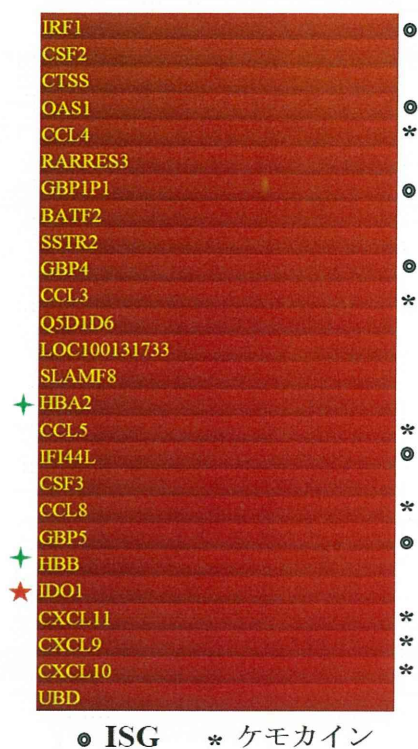 IRF1
CSF2
CTSS
OAS1
CCL4
RARRES3
GBP1P1
BATF2
SSTR2
GBP4
CCL3
Q5D1D6
LOC100131733
SLAMF8
HBA2
CCL5
IFI44L
CSF3
CCL8
GBP5
HBB
IDO1
CXCL11
CXCL9
CXCL10
UBD
◎ ISG * ケモカイン